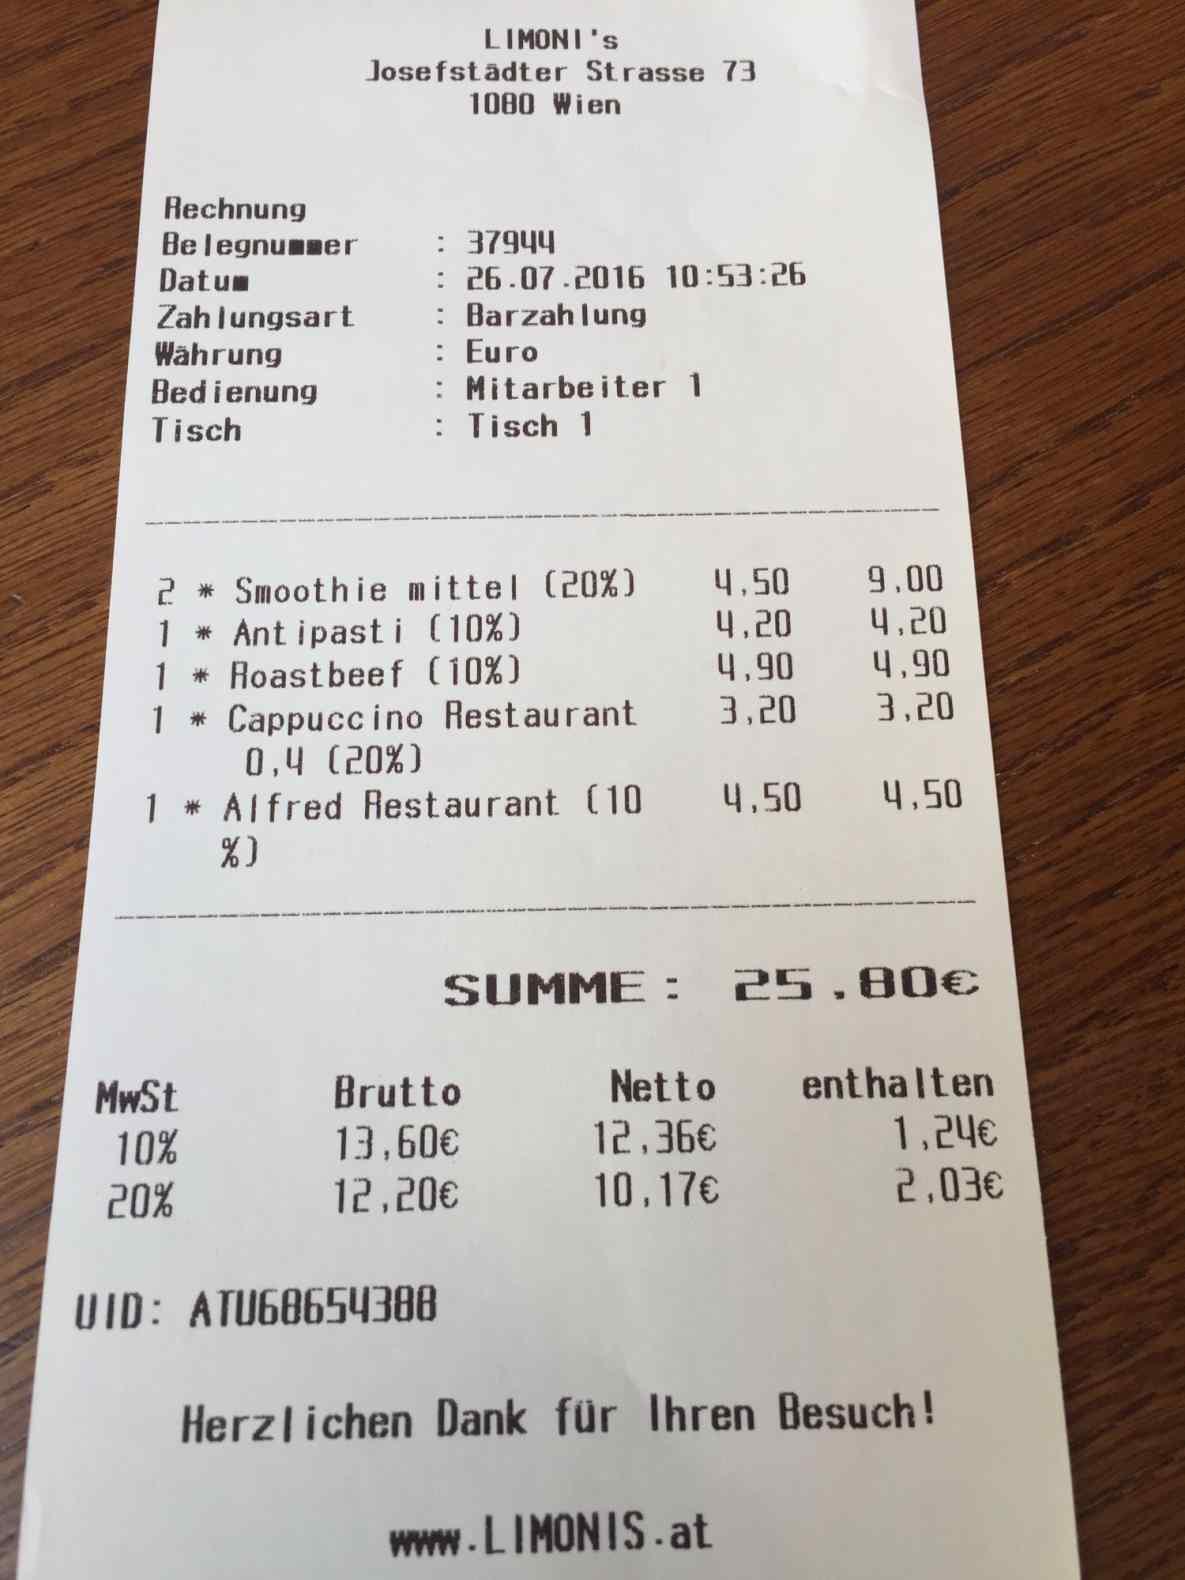 LIMONI's
Josefstädter Strasse 73
1080 Wien
Rechnung
Belegnummer : 37944
Datum : 26.07.2016 10:53:26
Zahlungsart : Barzahlung
Währung : Euro
Bedienung : Mitarbeiter 1
Tisch : Tisch 1
2 * Smoothie mittel (20%) 4,50 9,00
1 * Antipasti (10%) 4,20 4,20
1 * Roastbeef (10%) 4,90 4,90
1 * Cappuccino Restaurant 3,20 3,20
0,4 (20%)
1 * Alfred Restaurant (10 4,50 4,50
%)
SUMME: 25.80€
MwSt Brutto Netto enthalten
10% 13,60€ 12,36€ 1,24€
20% 12,20€ 10,17€ 2,03€
UID: ATU68654388
Herzlichen Dank für Ihren Besuch!
www.LIMONIS.at